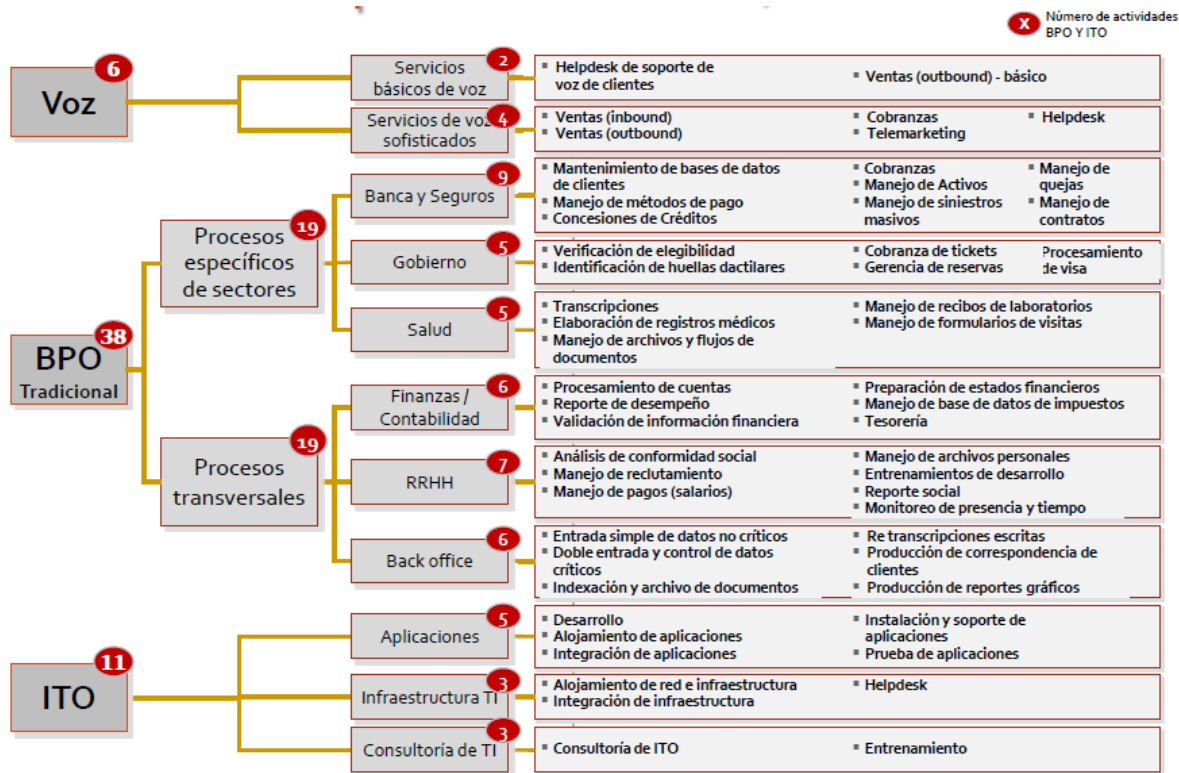 X Número de actividades
BPO Y ITO
Voz
6
Servicios
básicos de voz
2
▪ Helpdesk de soporte de
voz de clientes
▪ Ventas (outbound) - básico
Servicios de voz
sofisticados
4
▪ Ventas (inbound)
▪ Ventas (outbound)
▪ Cobranzas
▪ Telemarketing
▪ Helpdesk
BPO
Tradicional
38
Procesos
específicos
de sectores
19
Banca y Seguros
9
▪ Mantenimiento de bases de datos
de clientes
▪ Manejo de métodos de pago
▪ Concesiones de Créditos
▪ Cobranzas
▪ Manejo de Activos
▪ Manejo de siniestros
masivos
▪ Manejo de
quejas
▪ Manejo de
contratos
Gobierno
5
▪ Verificación de elegibilidad
▪ Identificación de huellas dactilares
▪ Cobranza de tickets
▪ Gerencia de reservas
Procesamiento
de visa
Salud
5
▪ Transcripciones
▪ Elaboración de registros médicos
▪ Manejo de archivos y flujos de
documentos
▪ Manejo de recibos de laboratorios
▪ Manejo de formularios de visitas
Procesos
transversales
19
Finanzas /
Contabilidad
6
▪ Procesamiento de cuentas
▪ Reporte de desempeño
▪ Validación de información financiera
▪ Preparación de estados financieros
▪ Manejo de base de datos de impuestos
▪ Tesorería
RRHH
7
▪ Análisis de conformidad social
▪ Manejo de reclutamiento
▪ Manejo de pagos (salarios)
▪ Manejo de archivos personales
▪ Entrenamientos de desarrollo
▪ Reporte social
▪ Monitoreo de presencia y tiempo
Back office
6
▪ Entrada simple de datos no críticos
▪ Doble entrada y control de datos
críticos
▪ Indexación y archivo de documentos
▪ Re transcripciones escritas
▪ Producción de correspondencia de
clientes
▪ Producción de reportes gráficos
ITO
11
Aplicaciones
5
▪ Desarrollo
▪ Alojamiento de aplicaciones
▪ Integración de aplicaciones
▪ Instalación y soporte de
aplicaciones
▪ Prueba de aplicaciones
Infraestructura TI
3
▪ Alojamiento de red e infraestructura
▪ Integración de infraestructura
▪ Helpdesk
Consultoría de TI
3
▪ Consultoría de ITO
▪ Entrenamiento